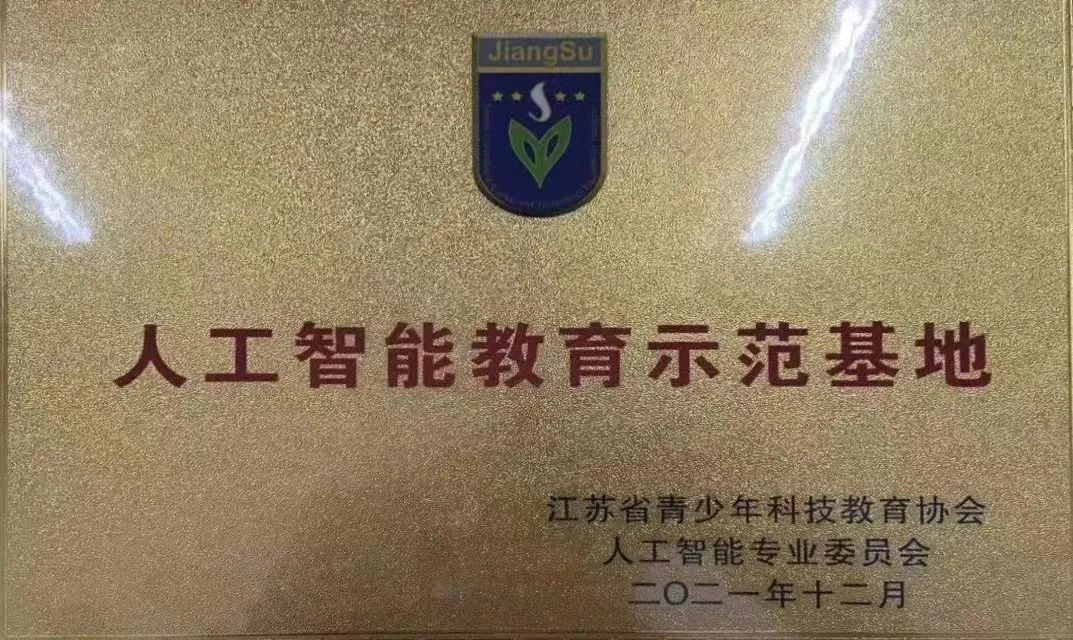 JiangSu
人工智能教育示范基地
江苏省青少年科技教育协会
人工智能专业委员会
二〇二一年十二月